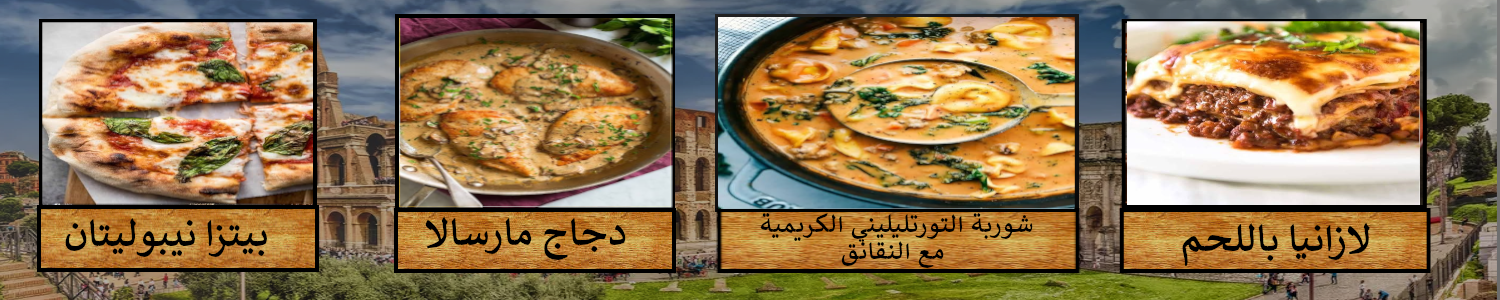 لازانيا باللحم
شوربة التورتليليني الكريمية
مع النقانق
دجاج مارسالا
بيتزا نيبوليتان